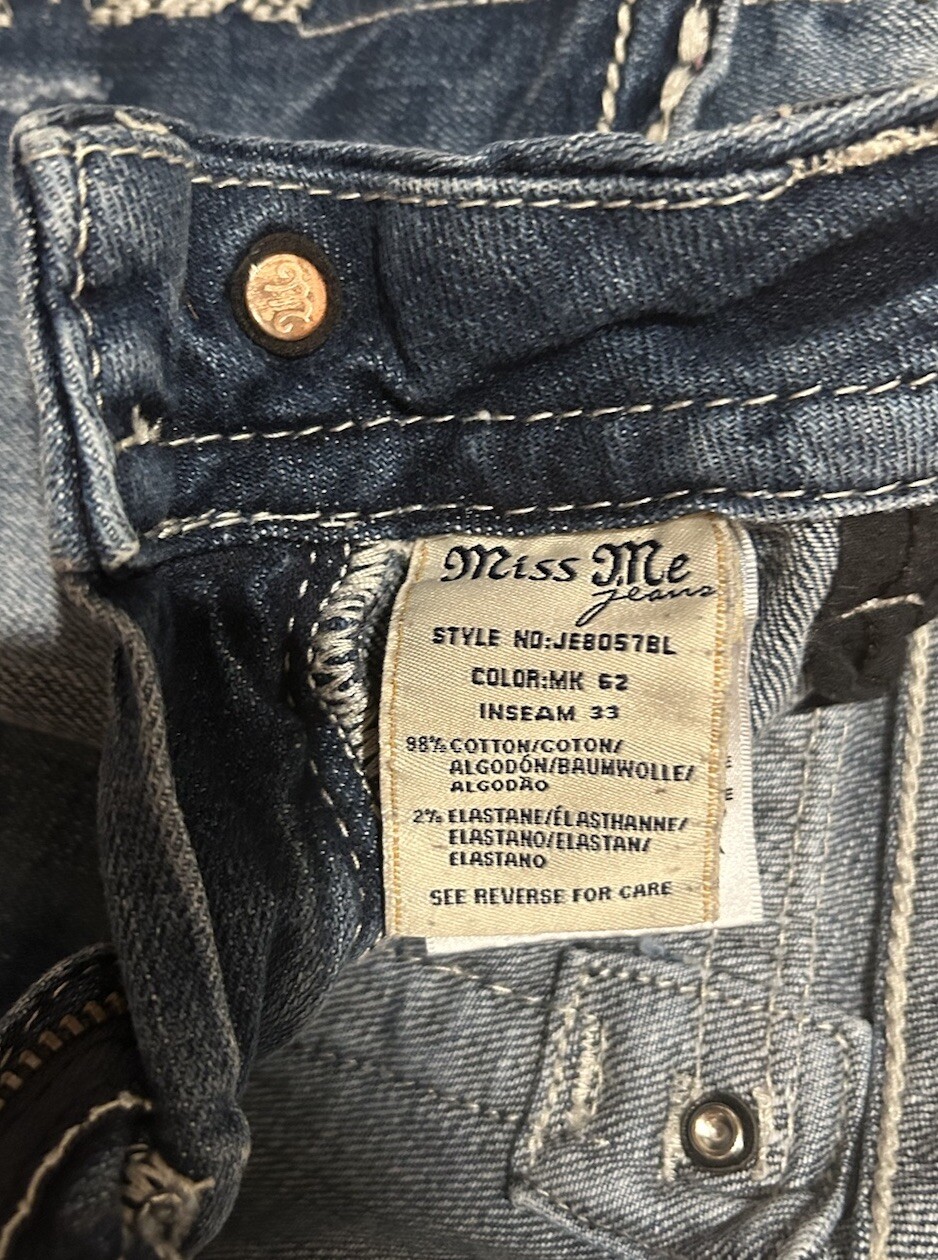 Miss Me
jeans
STYLE NO:JE8057BL
COLOR:MK 62
INSEAM 33
98% COTTON/COTON/
ALGODÓN/BAUMWOLLE/
ALGODÃO
2% ELASTANE/ÉLASTHANNE/
ELASTANO/ELASTAN/
ELASTANO
SEE REVERSE FOR CARE